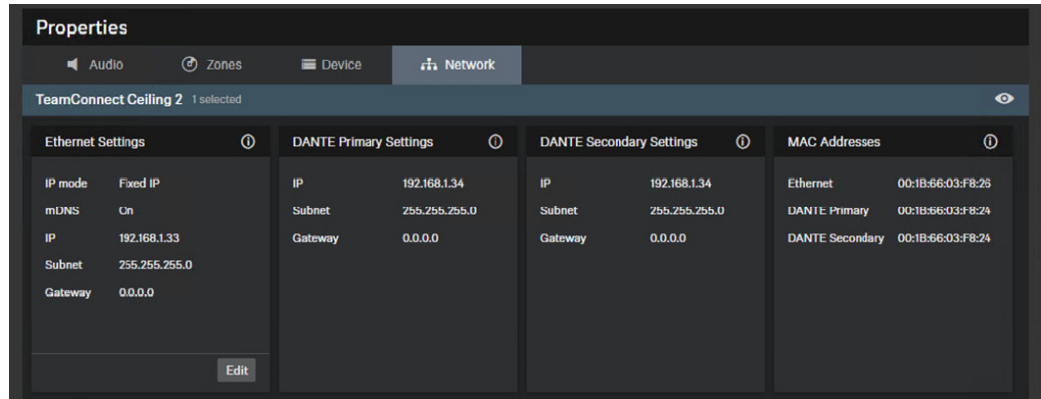 Properties
Audio Zones Device Network
TeamConnect Ceiling 2 1 selected
Ethernet Settings
IP mode Fixed IP
mDNS On
IP 192.168.1.33
Subnet 255.255.255.0
Gateway 0.0.0.0
Edit
DANTE Primary Settings
IP 192.168.1.34
Subnet 255.255.255.0
Gateway 0.0.0.0
DANTE Secondary Settings
IP 192.168.1.34
Subnet 255.255.255.0
Gateway 0.0.0.0
MAC Addresses
Ethernet 00:1B:66:03:F8:26
DANTE Primary 00:1B:66:03:F8:24
DANTE Secondary 00:1B:66:03:F8:24